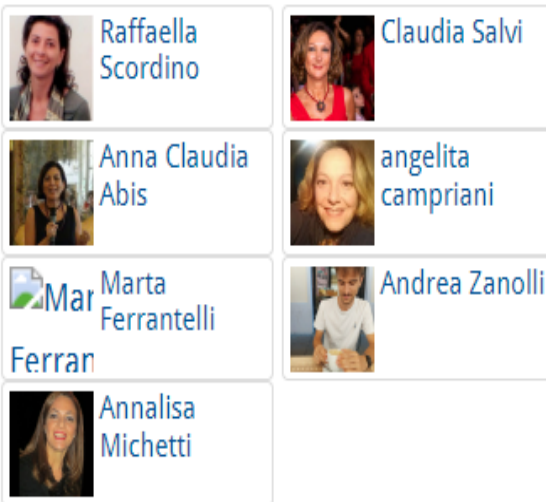 Raffaella
Scordino
Claudia Salvi
Anna Claudia
Abis
angelita
campriani
Mar
Ferran
Marta
Ferrantelli
Andrea Zanolli
Annalisa
Michetti